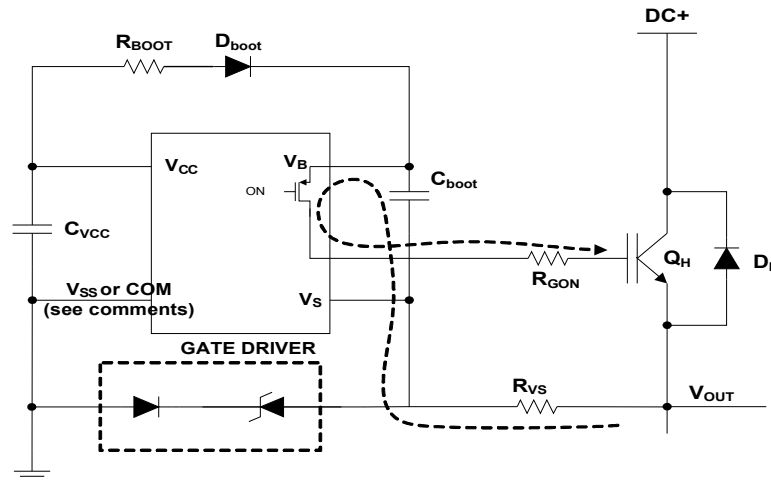 DC+
RBOOT
Dboot
VCC
VB
ON
Cboot
CVCC
QH
VSS or COM
(see comments)
RGON
VS
GATE DRIVER
RVS
VOUT